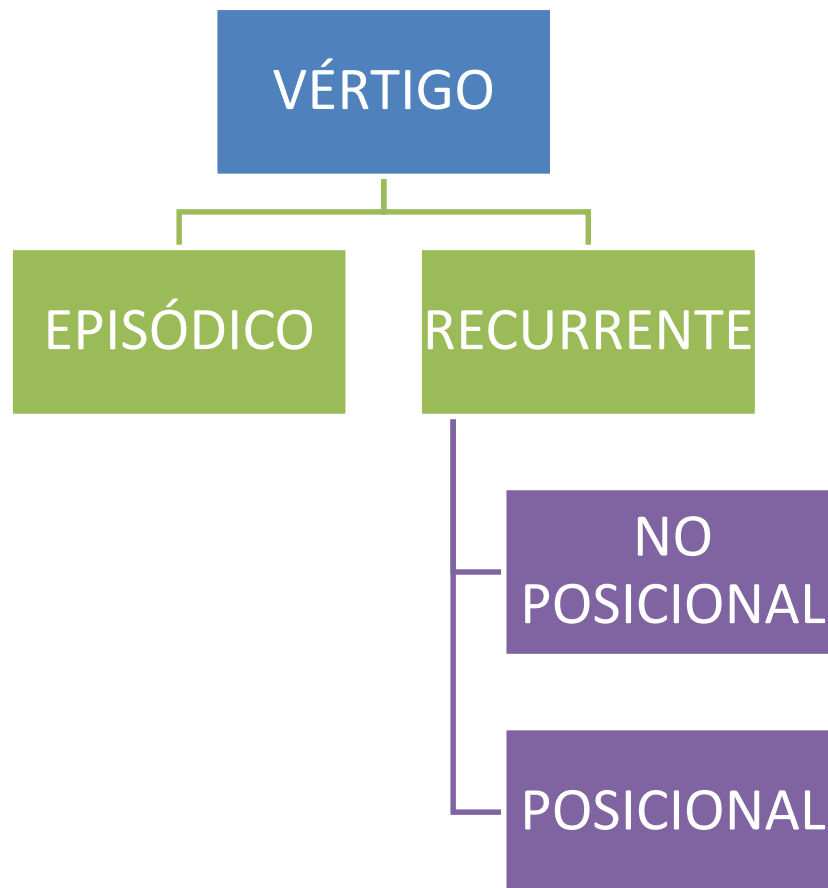 VÉRTIGO
EPISÓDICO
RECURRENTE
NO
POSICIONAL
POSICIONAL